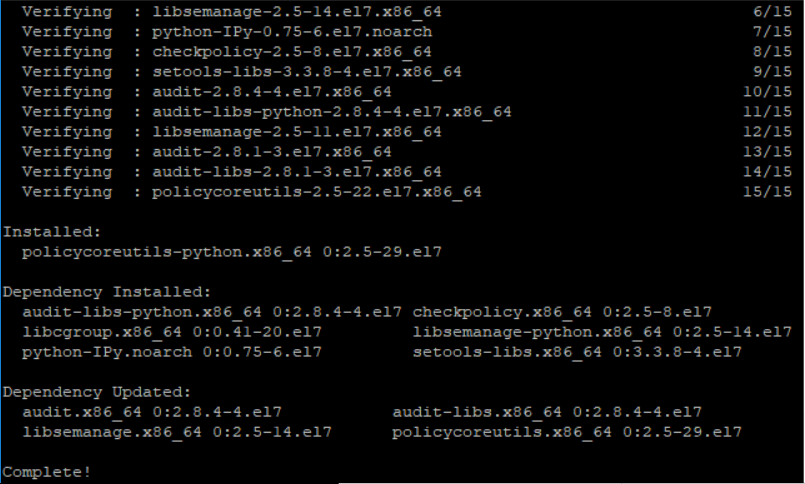 Verifying  : libsemanage-2.5-14.el7.x86_64 6/15
Verifying  : python-IPy-0.75-6.el7.noarch 7/15
Verifying  : checkpolicy-2.5-8.el7.x86_64 8/15
Verifying  : setools-libs-3.3.8-4.el7.x86_64 9/15
Verifying  : audit-2.8.4-4.el7.x86_64 10/15
Verifying  : audit-libs-python-2.8.4-4.el7.x86_64 11/15
Verifying  : libsemanage-2.5-11.el7.x86_64 12/15
Verifying  : audit-2.8.1-3.el7.x86_64 13/15
Verifying  : audit-libs-2.8.1-3.el7.x86_64 14/15
Verifying  : policycoreutils-2.5-22.el7.x86_64 15/15
Installed:
policycoreutils-python.x86_64 0:2.5-29.el7
Dependency Installed:
audit-libs-python.x86_64 0:2.8.4-4.el7 checkpolicy.x86_64 0:2.5-8.el7
libcgroup.x86_64 0:0.41-20.el7 libsemanage-python.x86_64 0:2.5-14.el7
python-IPy.noarch 0:0.75-6.el7 setools-libs.x86_64 0:3.3.8-4.el7
Dependency Updated:
audit.x86_64 0:2.8.4-4.el7 audit-libs.x86_64 0:2.8.4-4.el7
libsemanage.x86_64 0:2.5-14.el7 policycoreutils.x86_64 0:2.5-29.el7
Complete!